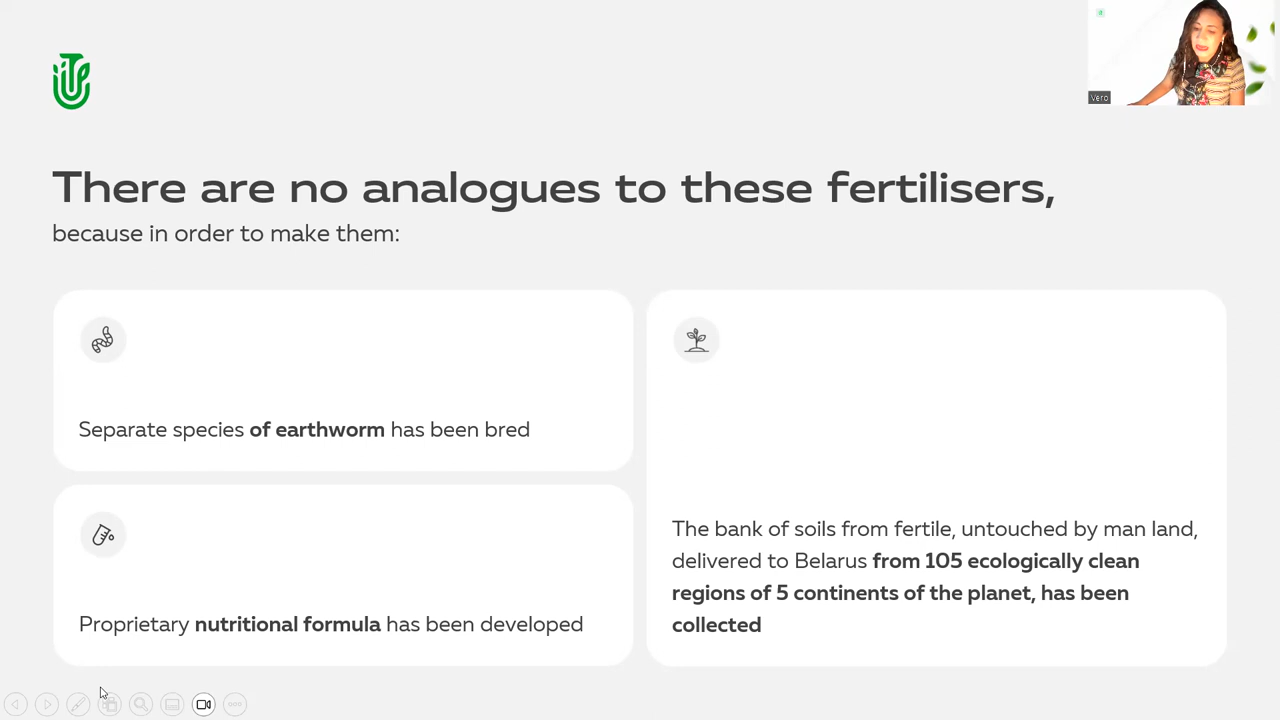 There are no analogues to these fertilisers,
because in order to make them:
Separate species of earthworm has been bred
Proprietary nutritional formula has been developed
The bank of soils from fertile, untouched by man land,
delivered to Belarus from 105 ecologically clean
regions of 5 continents of the planet, has been
collected
Vero